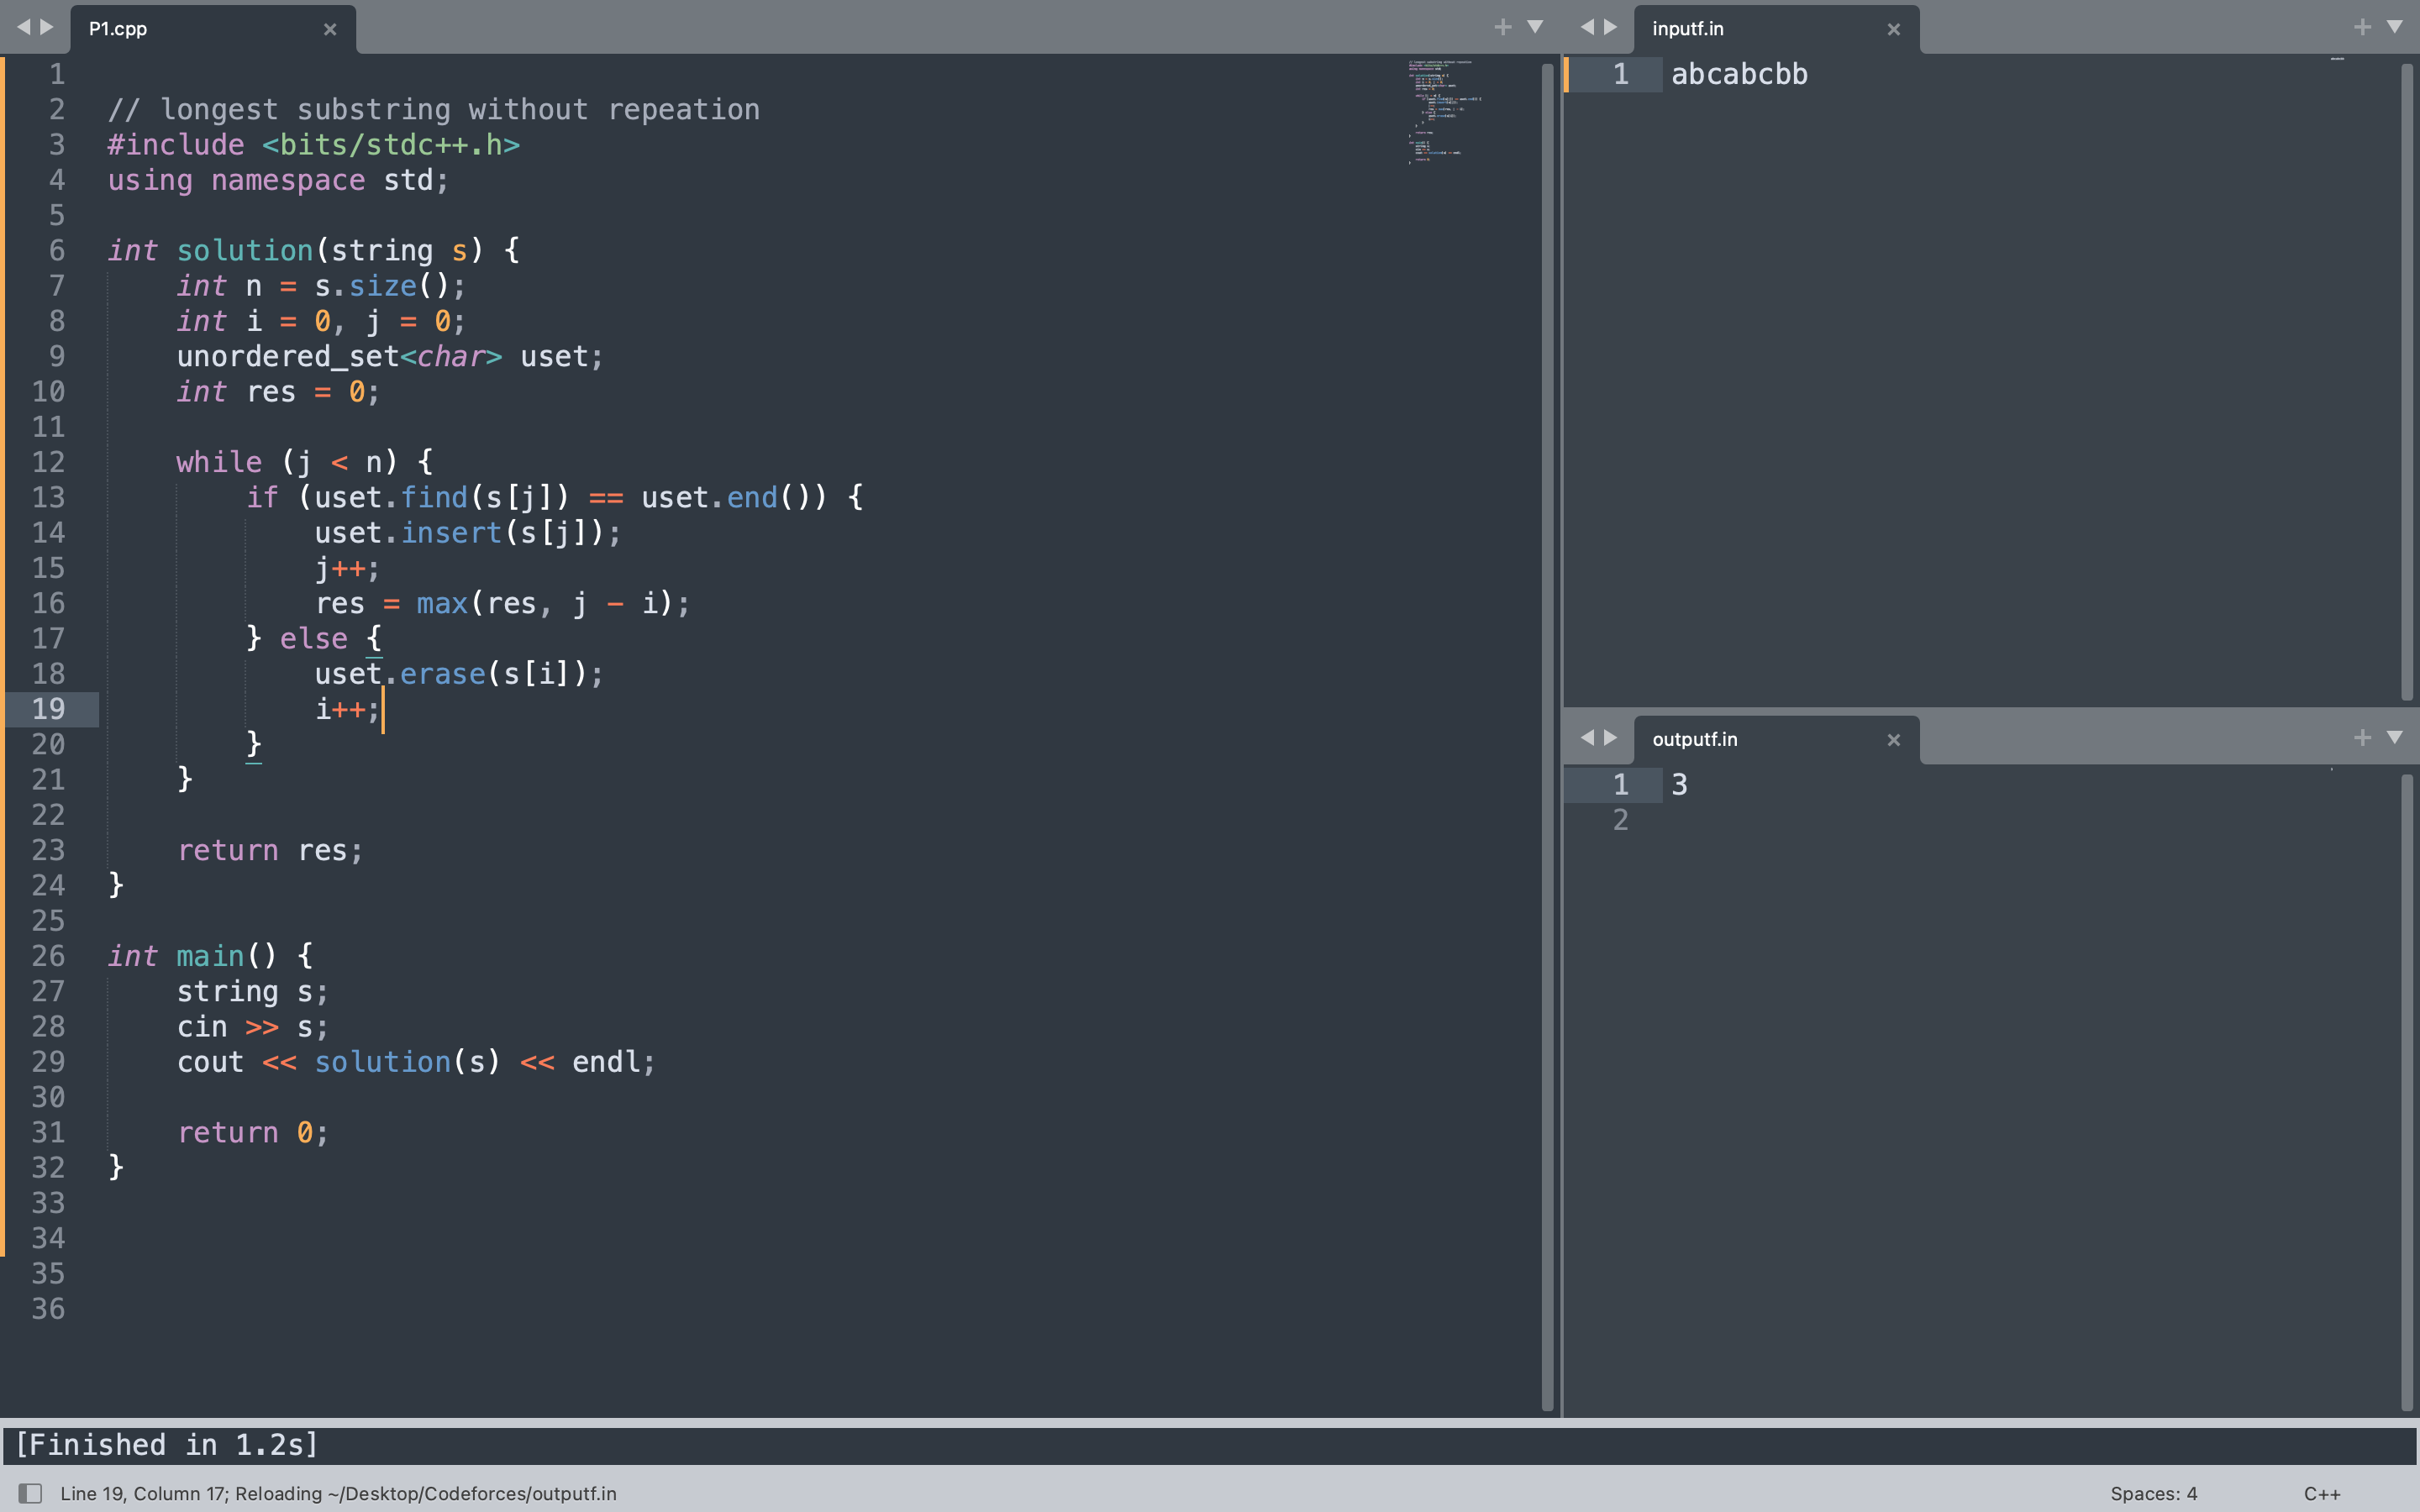 P1.cpp
1
2 // longest substring without repeation
3 #include <bits/stdc++.h>
4 using namespace std;
5
6 int solution(string s) {
7     int n = s.size();
8     int i = 0, j = 0;
9     unordered_set<char> uset;
10     int res = 0;
11
12     while (j < n) {
13         if (uset.find(s[j]) == uset.end()) {
14             uset.insert(s[j]);
15             j++;
16             res = max(res, j - i);
17         } else {
18             uset.erase(s[i]);
19             i++;
20         }
21     }
22
23     return res;
24 }
25
26 int main() {
27     string s;
28     cin >> s;
29     cout << solution(s) << endl;
30
31     return 0;
32 }
33
34
35
36
inputf.in
1 abcabcbb
outputf.in
1 3
2
[Finished in 1.2s]
Line 19, Column 17; Reloading ~/Desktop/Codeforces/outputf.in
Spaces: 4
C++